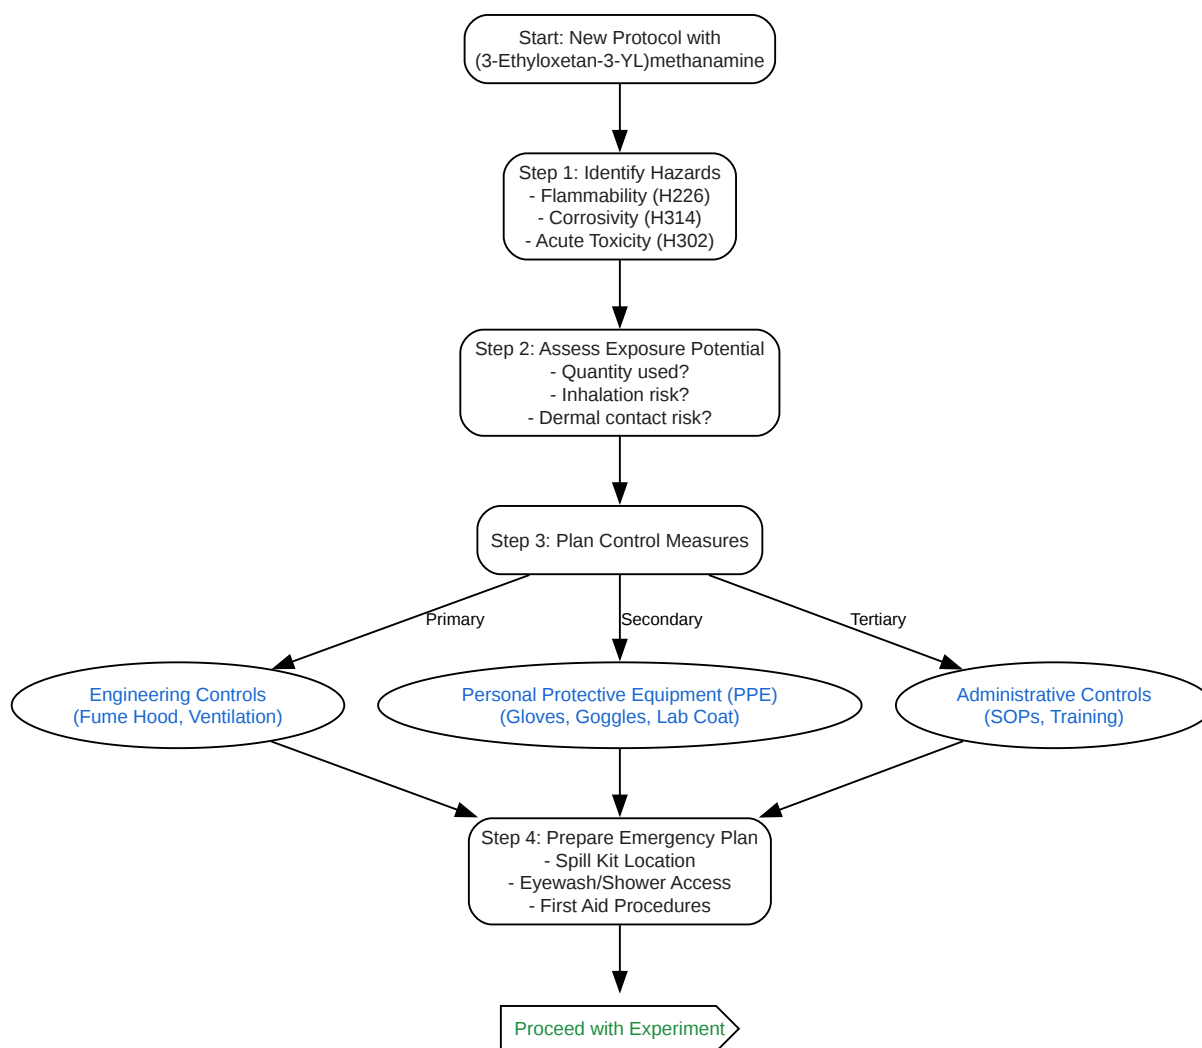 Start: New Protocol with
(3-Ethyloxetan-3-YL)methanamine
Step 1: Identify Hazards
- Flammability (H226)
- Corrosivity (H314)
- Acute Toxicity (H302)
Step 2: Assess Exposure Potential
- Quantity used?
- Inhalation risk?
- Dermal contact risk?
Step 3: Plan Control Measures
Primary
Secondary
Tertiary
Engineering Controls
(Fume Hood, Ventilation)
Personal Protective Equipment (PPE)
(Gloves, Goggles, Lab Coat)
Administrative Controls
(SOPs, Training)
Step 4: Prepare Emergency Plan
- Spill Kit Location
- Eyewash/Shower Access
- First Aid Procedures
Proceed with Experiment